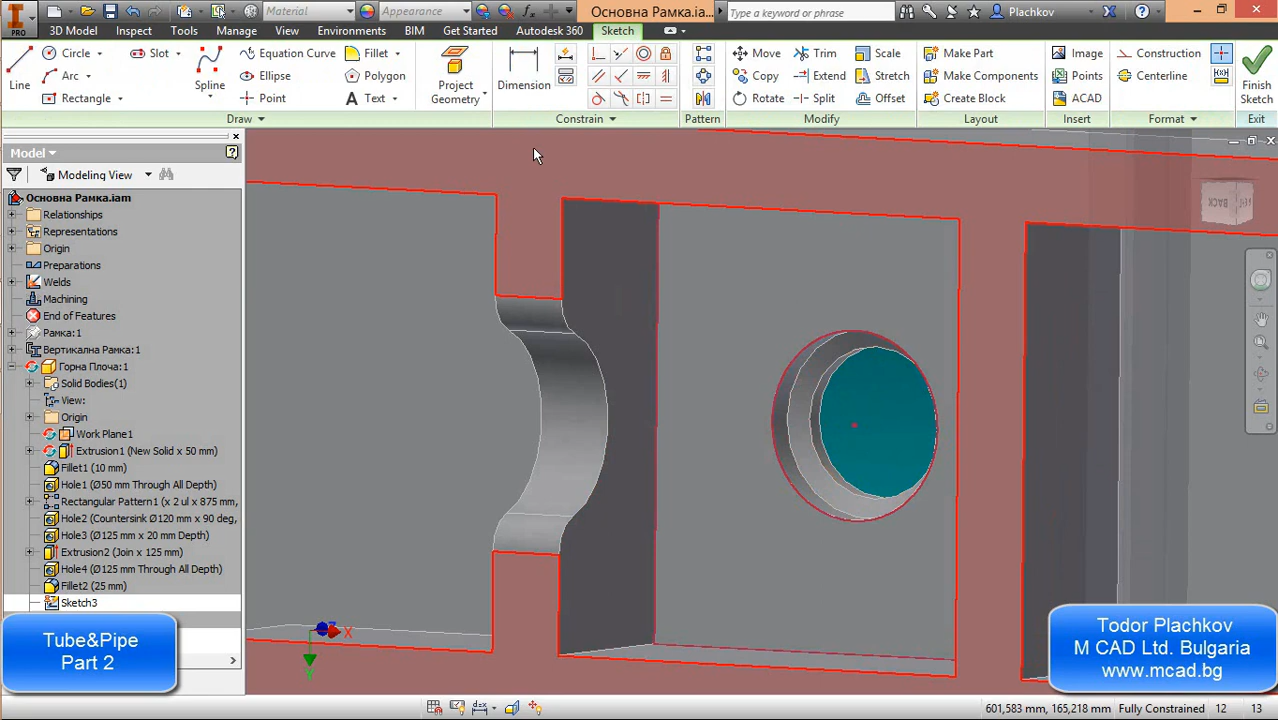 PRO
Material
Appearance
Основна Рамка.i...
Type a keyword or phrase
Plachkov
3D Model
Inspect
Tools
Manage
View
Environments
BIM
Get Started
Autodesk 360
Sketch
Line
Circle
Arc
Rectangle
Slot
Spline
Equation Curve
Ellipse
Point
Fillet
Polygon
Text
Project
Geometry
Dimension
Move
Copy
Rotate
Trim
Extend
Split
Scale
Stretch
Offset
Make Part
Make Components
Create Block
Image
Points
ACAD
Construction
Centerline
Finish
Sketch
Draw
Constrain
Pattern
Modify
Layout
Insert
Format
Exit
Model
Modeling View
Основна Рамка.iam
Relationships
Representations
Origin
Preparations
Welds
Machining
End of Features
Рамка:1
Вертикална Рамка:1
Горна Плоча:1
Solid Bodies(1)
View:
Origin
Work Plane1
Extrusion1 (New Solid x 50 mm)
Fillet1 (10 mm)
Hole1 (Ø50 mm Through All Depth)
Rectangular Pattern1 (x 2 ul x 875 mm,
Hole2 (Countersink Ø120 mm x 90 deg,
Hole3 (Ø125 mm x 20 mm Depth)
Extrusion2 (Join x 125 mm)
Hole4 (Ø125 mm Through All Depth)
Fillet2 (25 mm)
Sketch3
BACK
X
Y
Tube&Pipe
Part 2
Todor Plachkov
M CAD Ltd. Bulgaria
www.mcad.bg
601,583 mm, 165,218 mm
Fully Constrained
12
13